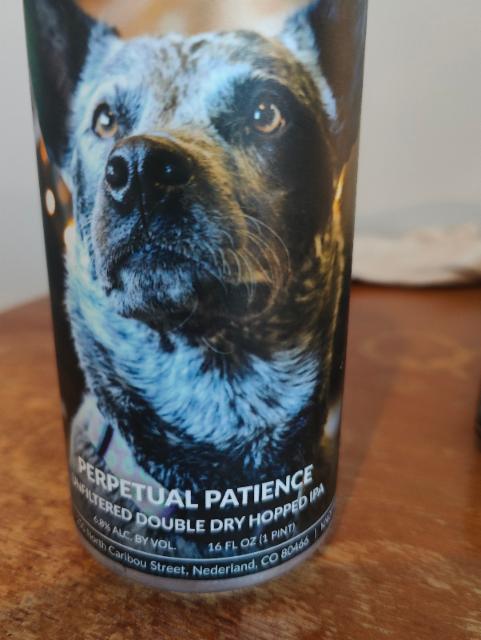 PERPETUAL PATIENCE
UNFILTERED DOUBLE DRY HOPPED IPA
6.8% ALC. BY VOL. 16 FL OZ (1 PINT)
North Caribou Street, Nederland, CO 80466 |